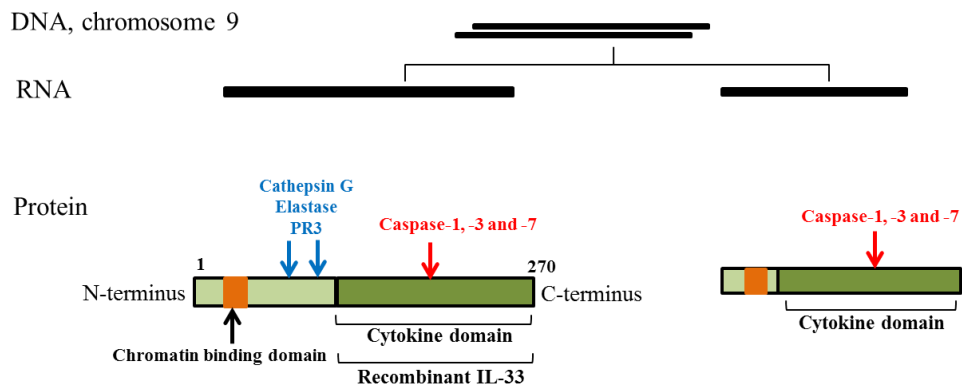 DNA, chromosome 9
RNA
Protein
Cathepsin G
Elastase
PR3
Caspase-1, -3 and -7
Caspase-1, -3 and -7
1
270
N-terminus
C-terminus
Cytokine domain
Cytokine domain
Chromatin binding domain
Recombinant IL-33